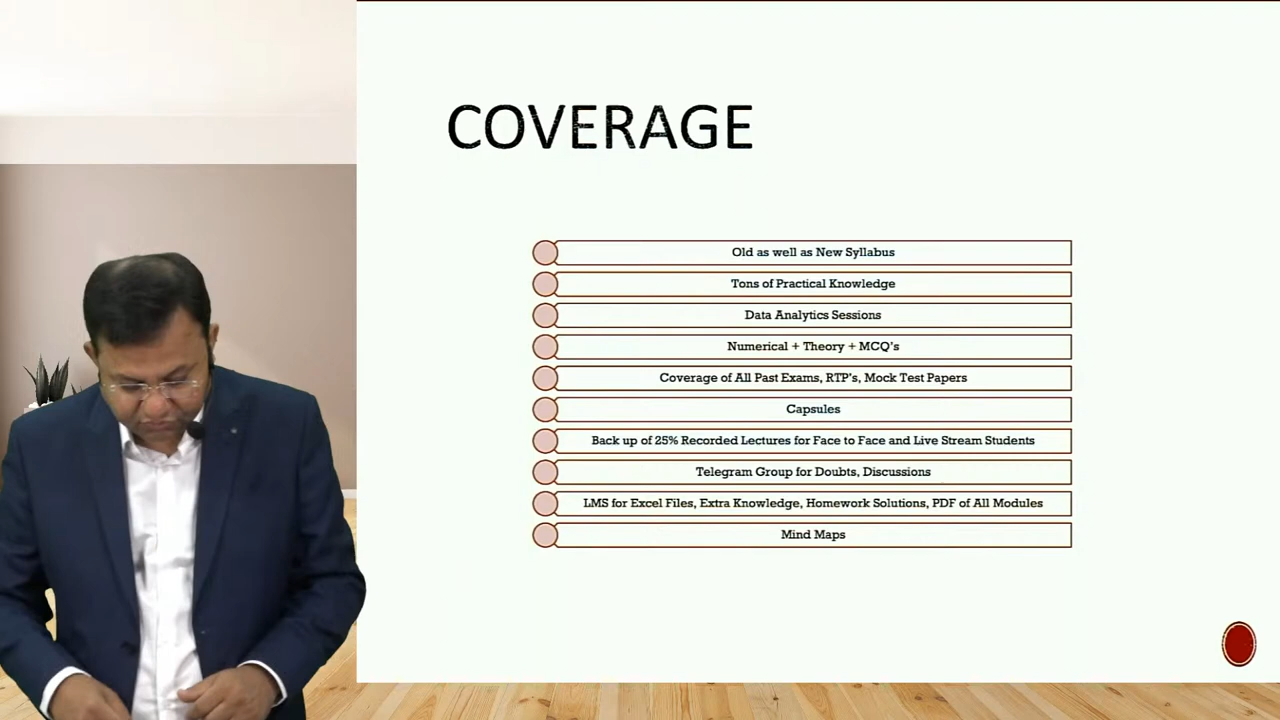 COVERAGE
Old as well as New Syllabus
Tons of Practical Knowledge
Data Analytics Sessions
Numerical + Theory + MCQ's
Coverage of All Past Exams, RTP's, Mock Test Papers
Capsules
Back up of 25% Recorded Lectures for Face to Face and Live Stream Students
Telegram Group for Doubts, Discussions
LMS for Excel Files, Extra Knowledge, Homework Solutions, PDF of All Modules
Mind Maps